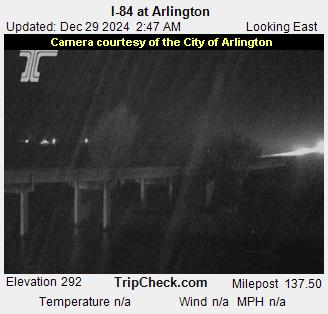 I-84 at Arlington
Updated: Dec 29 2024 2:47 AM Looking East
Camera courtesy of the City of Arlington
Elevation 292 TripCheck.com Milepost 137.50
Temperature n/a Wind n/a MPH n/a